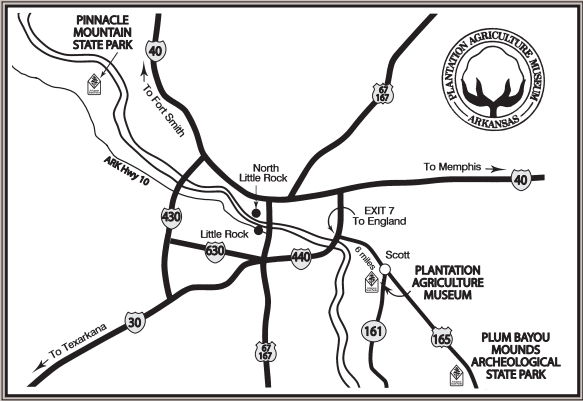 PINNACLE
MOUNTAIN
STATE PARK
40
To Fort Smith
67
167
PLANTATION AGRICULTURE MUSEUM
ARKANSAS
To Memphis
40
ARK Hwy 10
North
Little Rock
430
Little Rock
EXIT 7
To England
630
440
6 miles
Scott
PLANTATION
AGRICULTURE
MUSEUM
30
To Texarkana
67
167
161
165
PLUM BAYOU
MOUNDS
ARCHEOLOGICAL
STATE PARK